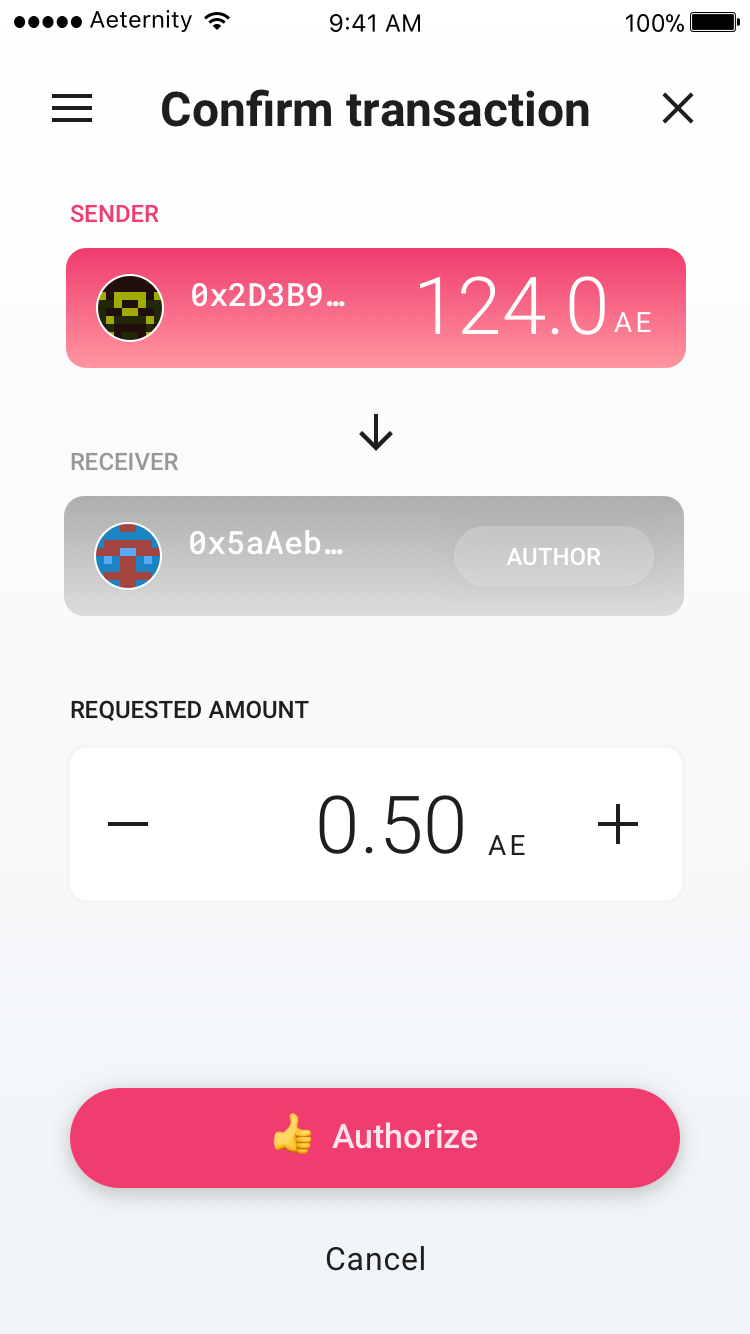 Aeternity 9:41 AM 100%
Confirm transaction
SENDER
0x2D3B9… 124.0 AE
RECEIVER
0x5aAeb… AUTHOR
REQUESTED AMOUNT
0.50 AE
👍 Authorize
Cancel